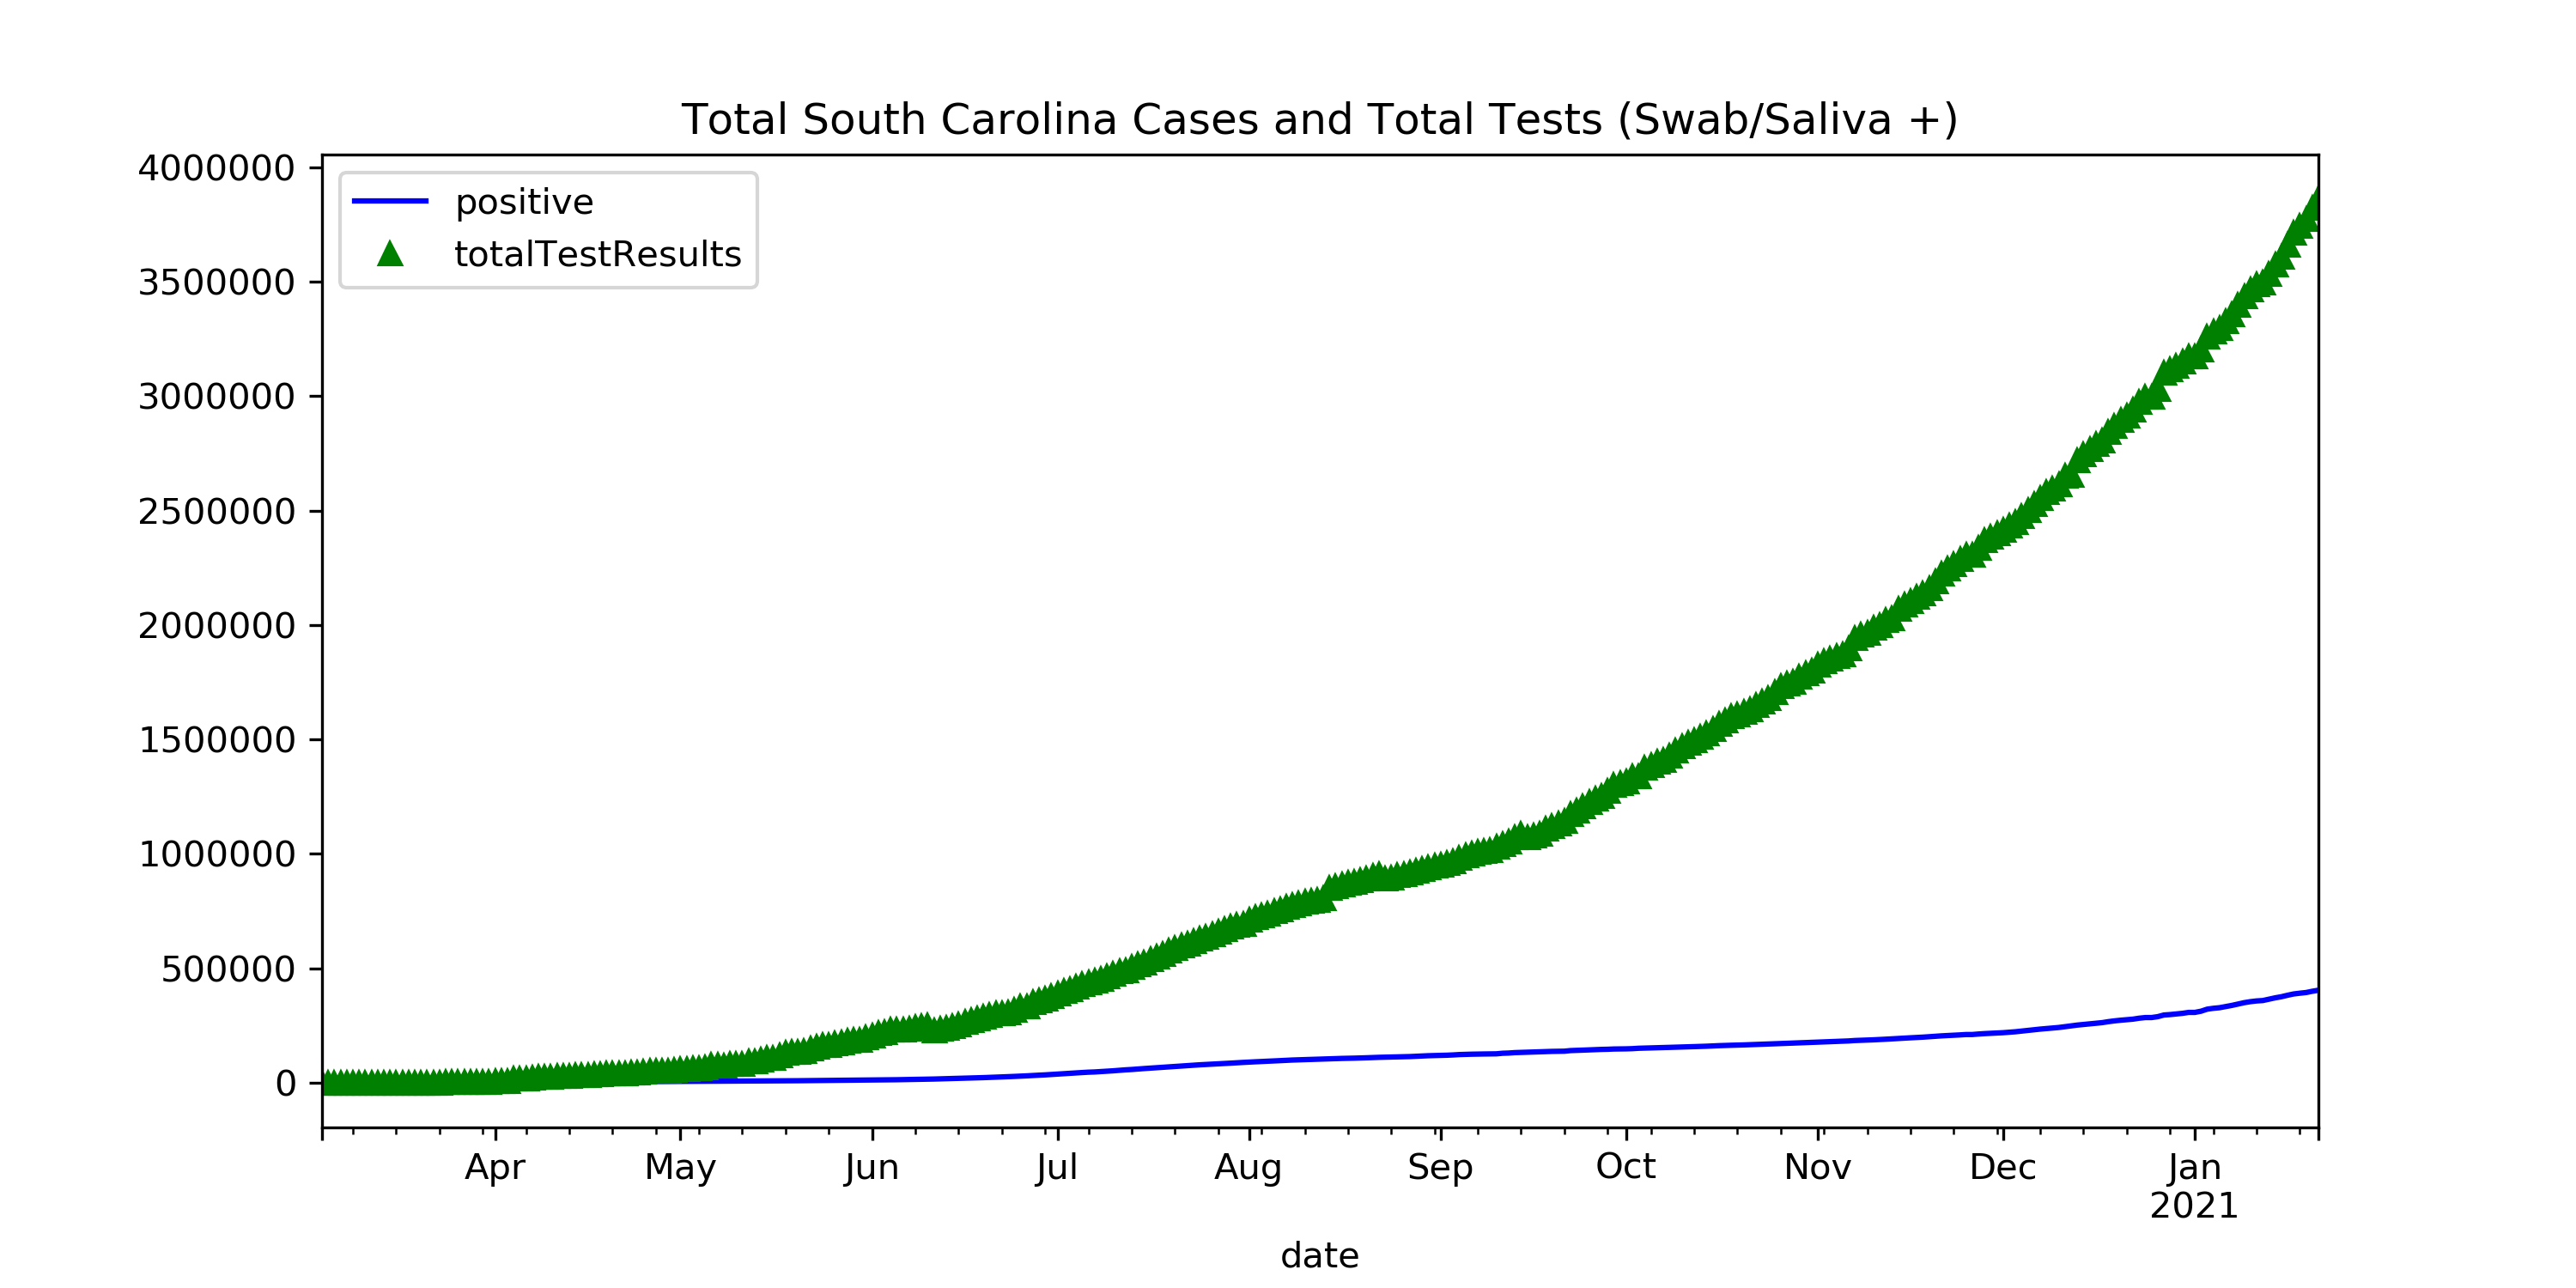 Total South Carolina Cases and Total Tests (Swab/Saliva +)
4000000
3500000
3000000
2500000
2000000
1500000
1000000
500000
0
positive
totalTestResults
Apr May Jun Jul Aug Sep Oct Nov Dec Jan
2021
date